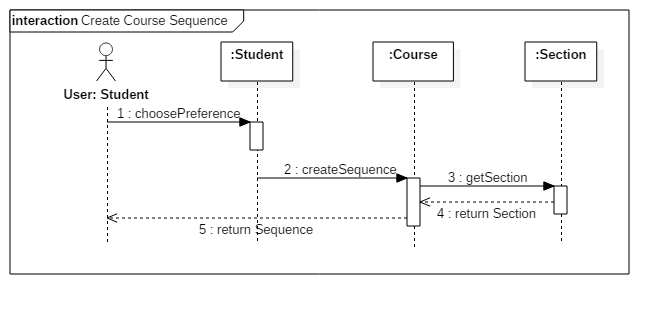 interaction Create Course Sequence
:Student
:Course
:Section
User: Student
1 : choosePreference
2 : createSequence
3 : getSection
4 : return Section
5 : return Sequence